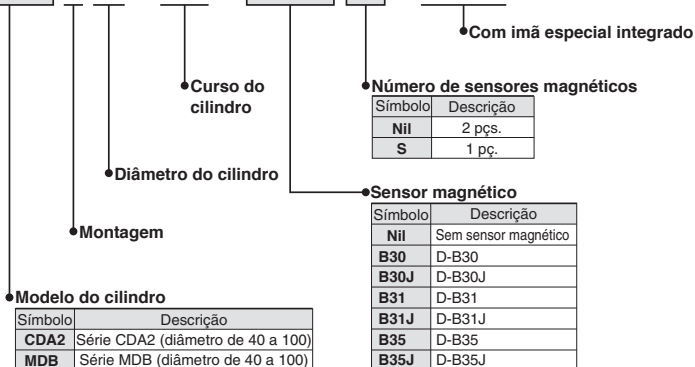 Com imã especial integrado
Curso do
cilindro
Número de sensores magnéticos
Símbolo Descrição
Nil 2 pçs.
S 1 pç.
Diâmetro do cilindro
Sensor magnético
Símbolo Descrição
Nil Sem sensor magnético
B30 D-B30
B30J D-B30J
B31 D-B31
B31J D-B31J
B35 D-B35
B35J D-B35J
Montagem
Modelo do cilindro
Símbolo Descrição
CDA2 Série CDA2 (diâmetro de 40 a 100)
MDB Série MDB (diâmetro de 40 a 100)